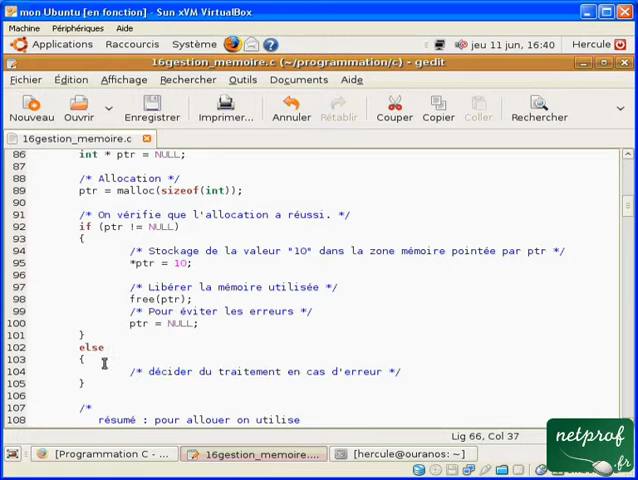 mon Ubuntu [en fonction] - Sun xVM VirtualBox
Machine Périphériques Aide
Applications Raccourcis Système jeu 11 jun, 16:40 Hercule
16gestion_memoire.c (~/programmation/c) - gedit
Fichier Édition Affichage Rechercher Outils Documents Aide
Nouveau Ouvrir Enregistrer Imprimer... Annuler Rétablir Couper Copier Coller Rechercher
16gestion_memoire.c
86 int * ptr = NULL;
87
88 /* Allocation */
89 ptr = malloc(sizeof(int));
90
91 /* On vérifie que l'allocation a réussi. */
92 if (ptr != NULL)
93 {
94 /* Stockage de la valeur "10" dans la zone mémoire pointée par ptr */
95 *ptr = 10;
96
97 /* Libérer la mémoire utilisée */
98 free(ptr);
99 /* Pour éviter les erreurs */
100 ptr = NULL;
101 }
102 else
103 {
104 /* décider du traitement en cas d'erreur */
105 }
106
107 /*
108 résumé : pour allouer on utilise
Lig 66, Col 37
[Programmation C - ... 16gestion_memoire.... [hercule@ouranos: ~]
netprof
.fr